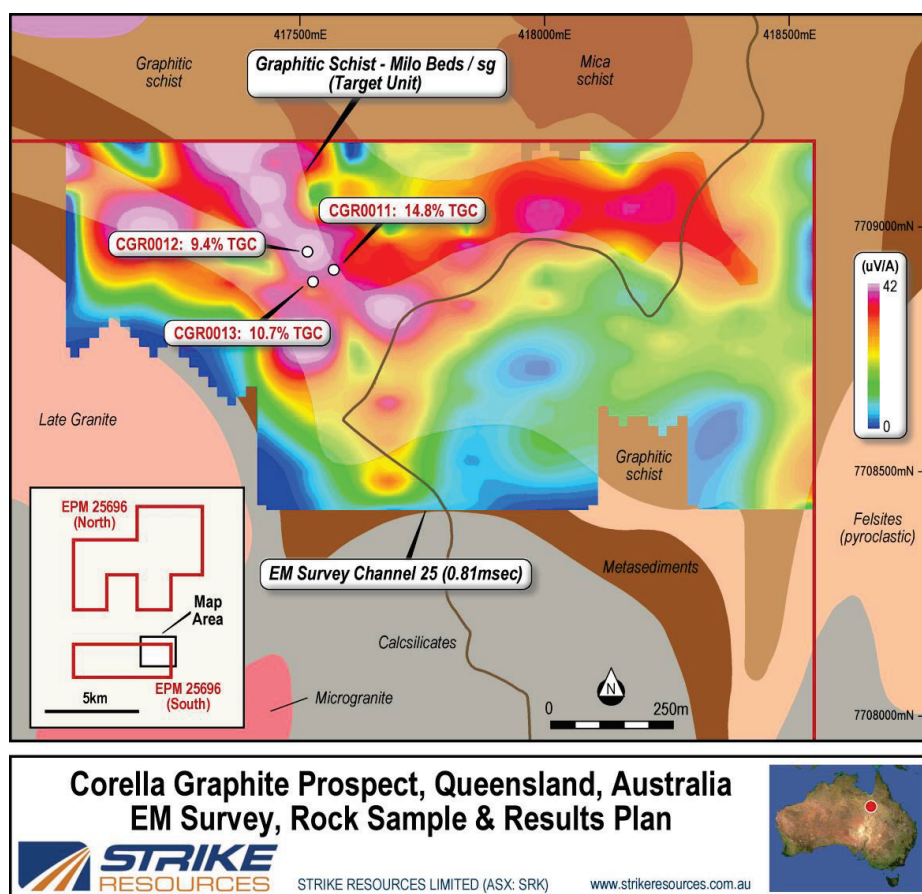 417500mE
418000mE
418500mE
Graphitic
schist
Graphitic Schist - Milo Beds / sg
(Target Unit)
Mica
schist
CGR0011: 14.8% TGC
CGR0012: 9.4% TGC
CGR0013: 10.7% TGC
7709000mN
(uV/A)
42
0
Late Granite
Graphitic
schist
7708500mN
EPM 25696
(North)
Map
Area
5km
EPM 25696
(South)
EM Survey Channel 25 (0.81msec)
Felsites
(pyroclastic)
Metasediments
Calcsilicates
Microgranite
N
0
250m
7708000mN
Corella Graphite Prospect, Queensland, Australia
EM Survey, Rock Sample & Results Plan
STRIKE
RESOURCES
STRIKE RESOURCES LIMITED (ASX: SRK)
www.strikeresources.com.au